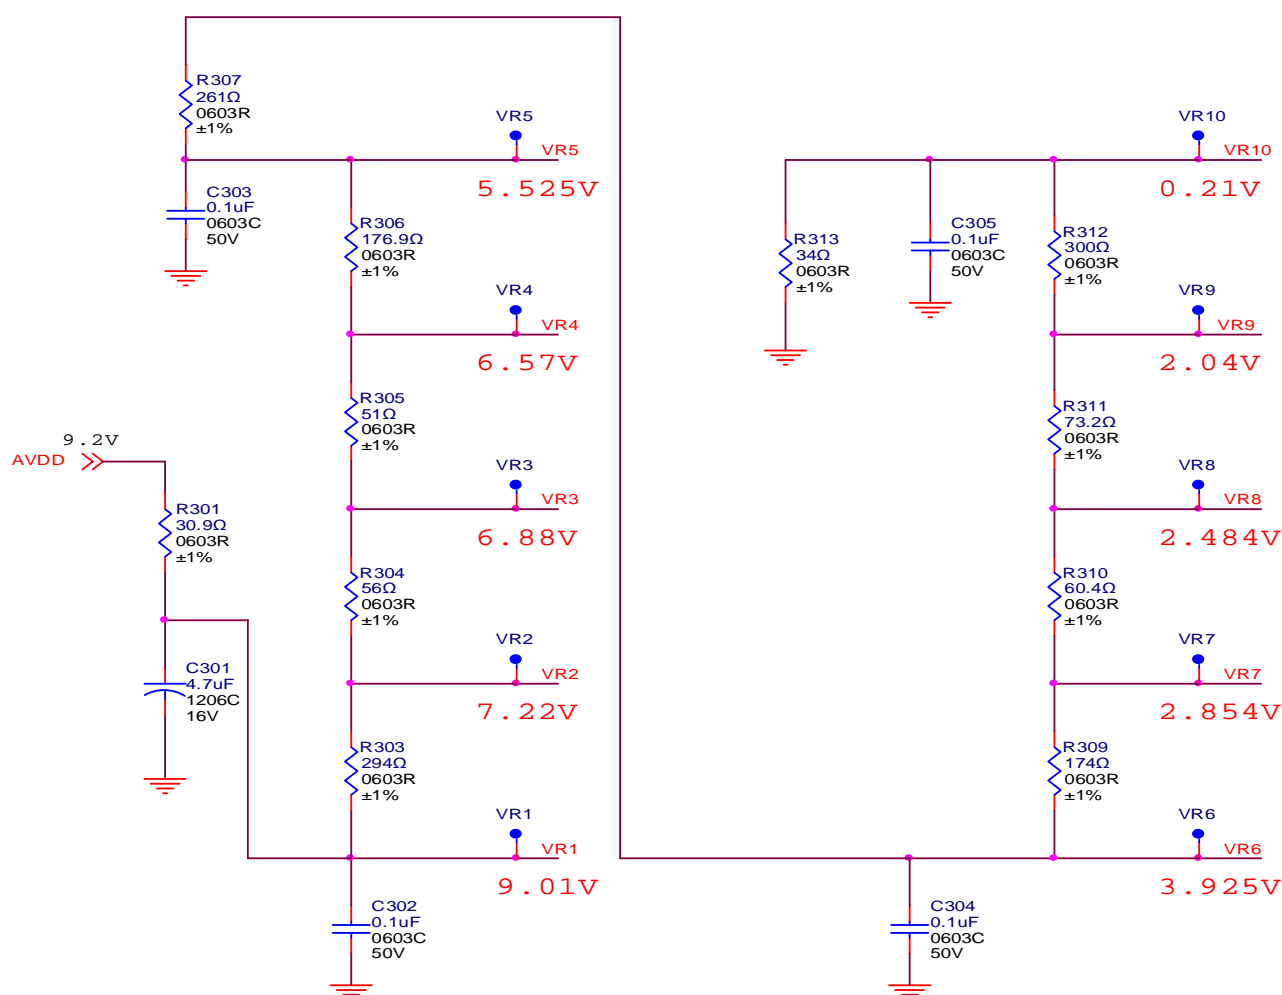 R307
261Ω
0603R
±1%
VR5
VR5
5.525V
C303
0.1uF
0603C
50V
R306
176.9Ω
0603R
±1%
VR4
VR4
6.57V
R305
51Ω
0603R
±1%
9.2V
AVDD
VR3
VR3
6.88V
R301
30.9Ω
0603R
±1%
R304
56Ω
0603R
±1%
VR2
VR2
7.22V
C301
4.7uF
1206C
16V
R303
294Ω
0603R
±1%
VR1
VR1
9.01V
C302
0.1uF
0603C
50V
VR10
VR10
0.21V
R313
34Ω
0603R
±1%
C305
0.1uF
0603C
50V
R312
300Ω
0603R
±1%
VR9
VR9
2.04V
R311
73.2Ω
0603R
±1%
VR8
VR8
2.484V
R310
60.4Ω
0603R
±1%
VR7
VR7
2.854V
R309
174Ω
0603R
±1%
VR6
VR6
3.925V
C304
0.1uF
0603C
50V